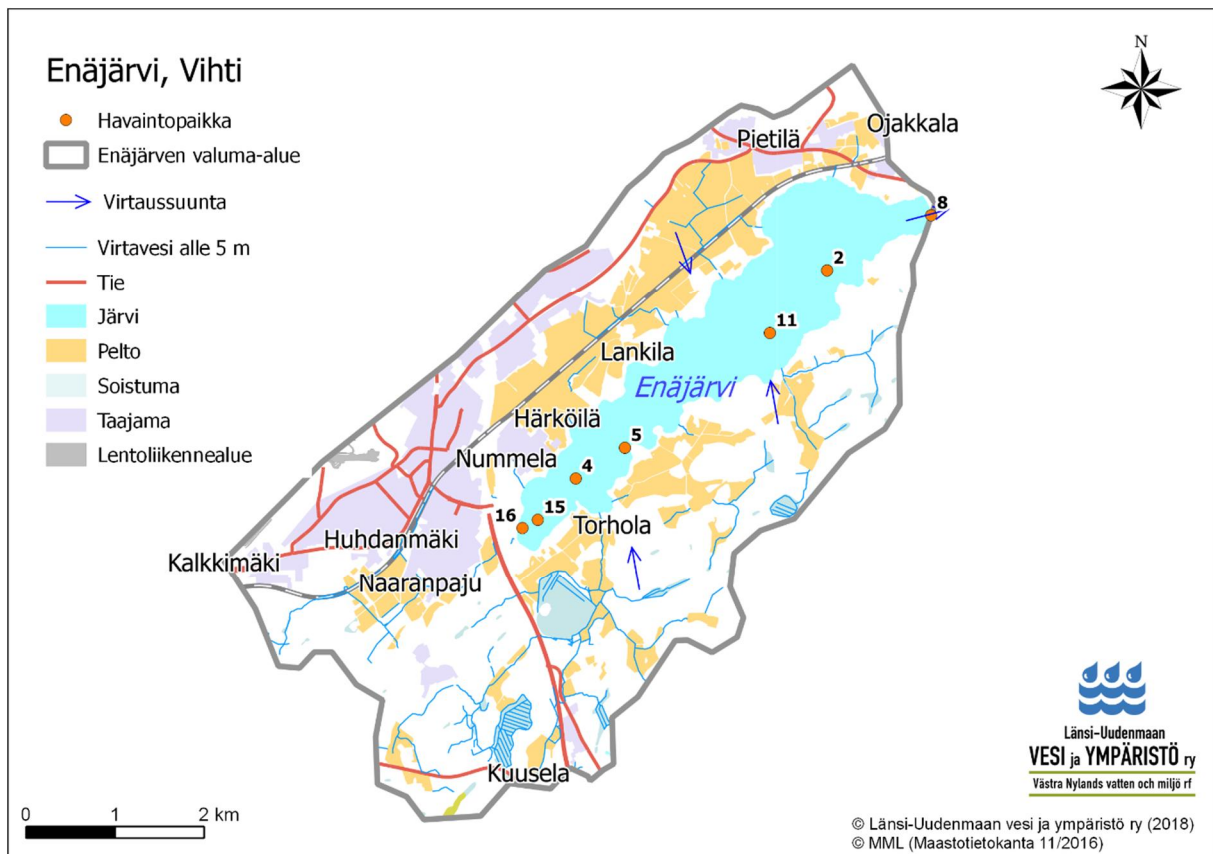 Enäjärvi, Vihti
Havaintopaikka
Enäjärven valuma-alue
Virtaussuunta
Virtavesi alle 5 m
Tie
Järvi
Pelto
Soistuma
Taajama
Lentoliikennealue
N
Ojakkala
Pietilä
8
2
11
Lankila
Enäjärvi
Härköilä
5
Nummela
4
15
16
Torhola
Huhdanmäki
Kalkkimäki
Naaranpaju
Kuusela
0 1 2 km
Länsi-Uudenmaan
VESI ja YMPÄRISTÖ ry
Västra Nylands vatten och miljö rf
© Länsi-Uudenmaan vesi ja ympäristö ry (2018)
© MML (Maastotietokanta 11/2016)